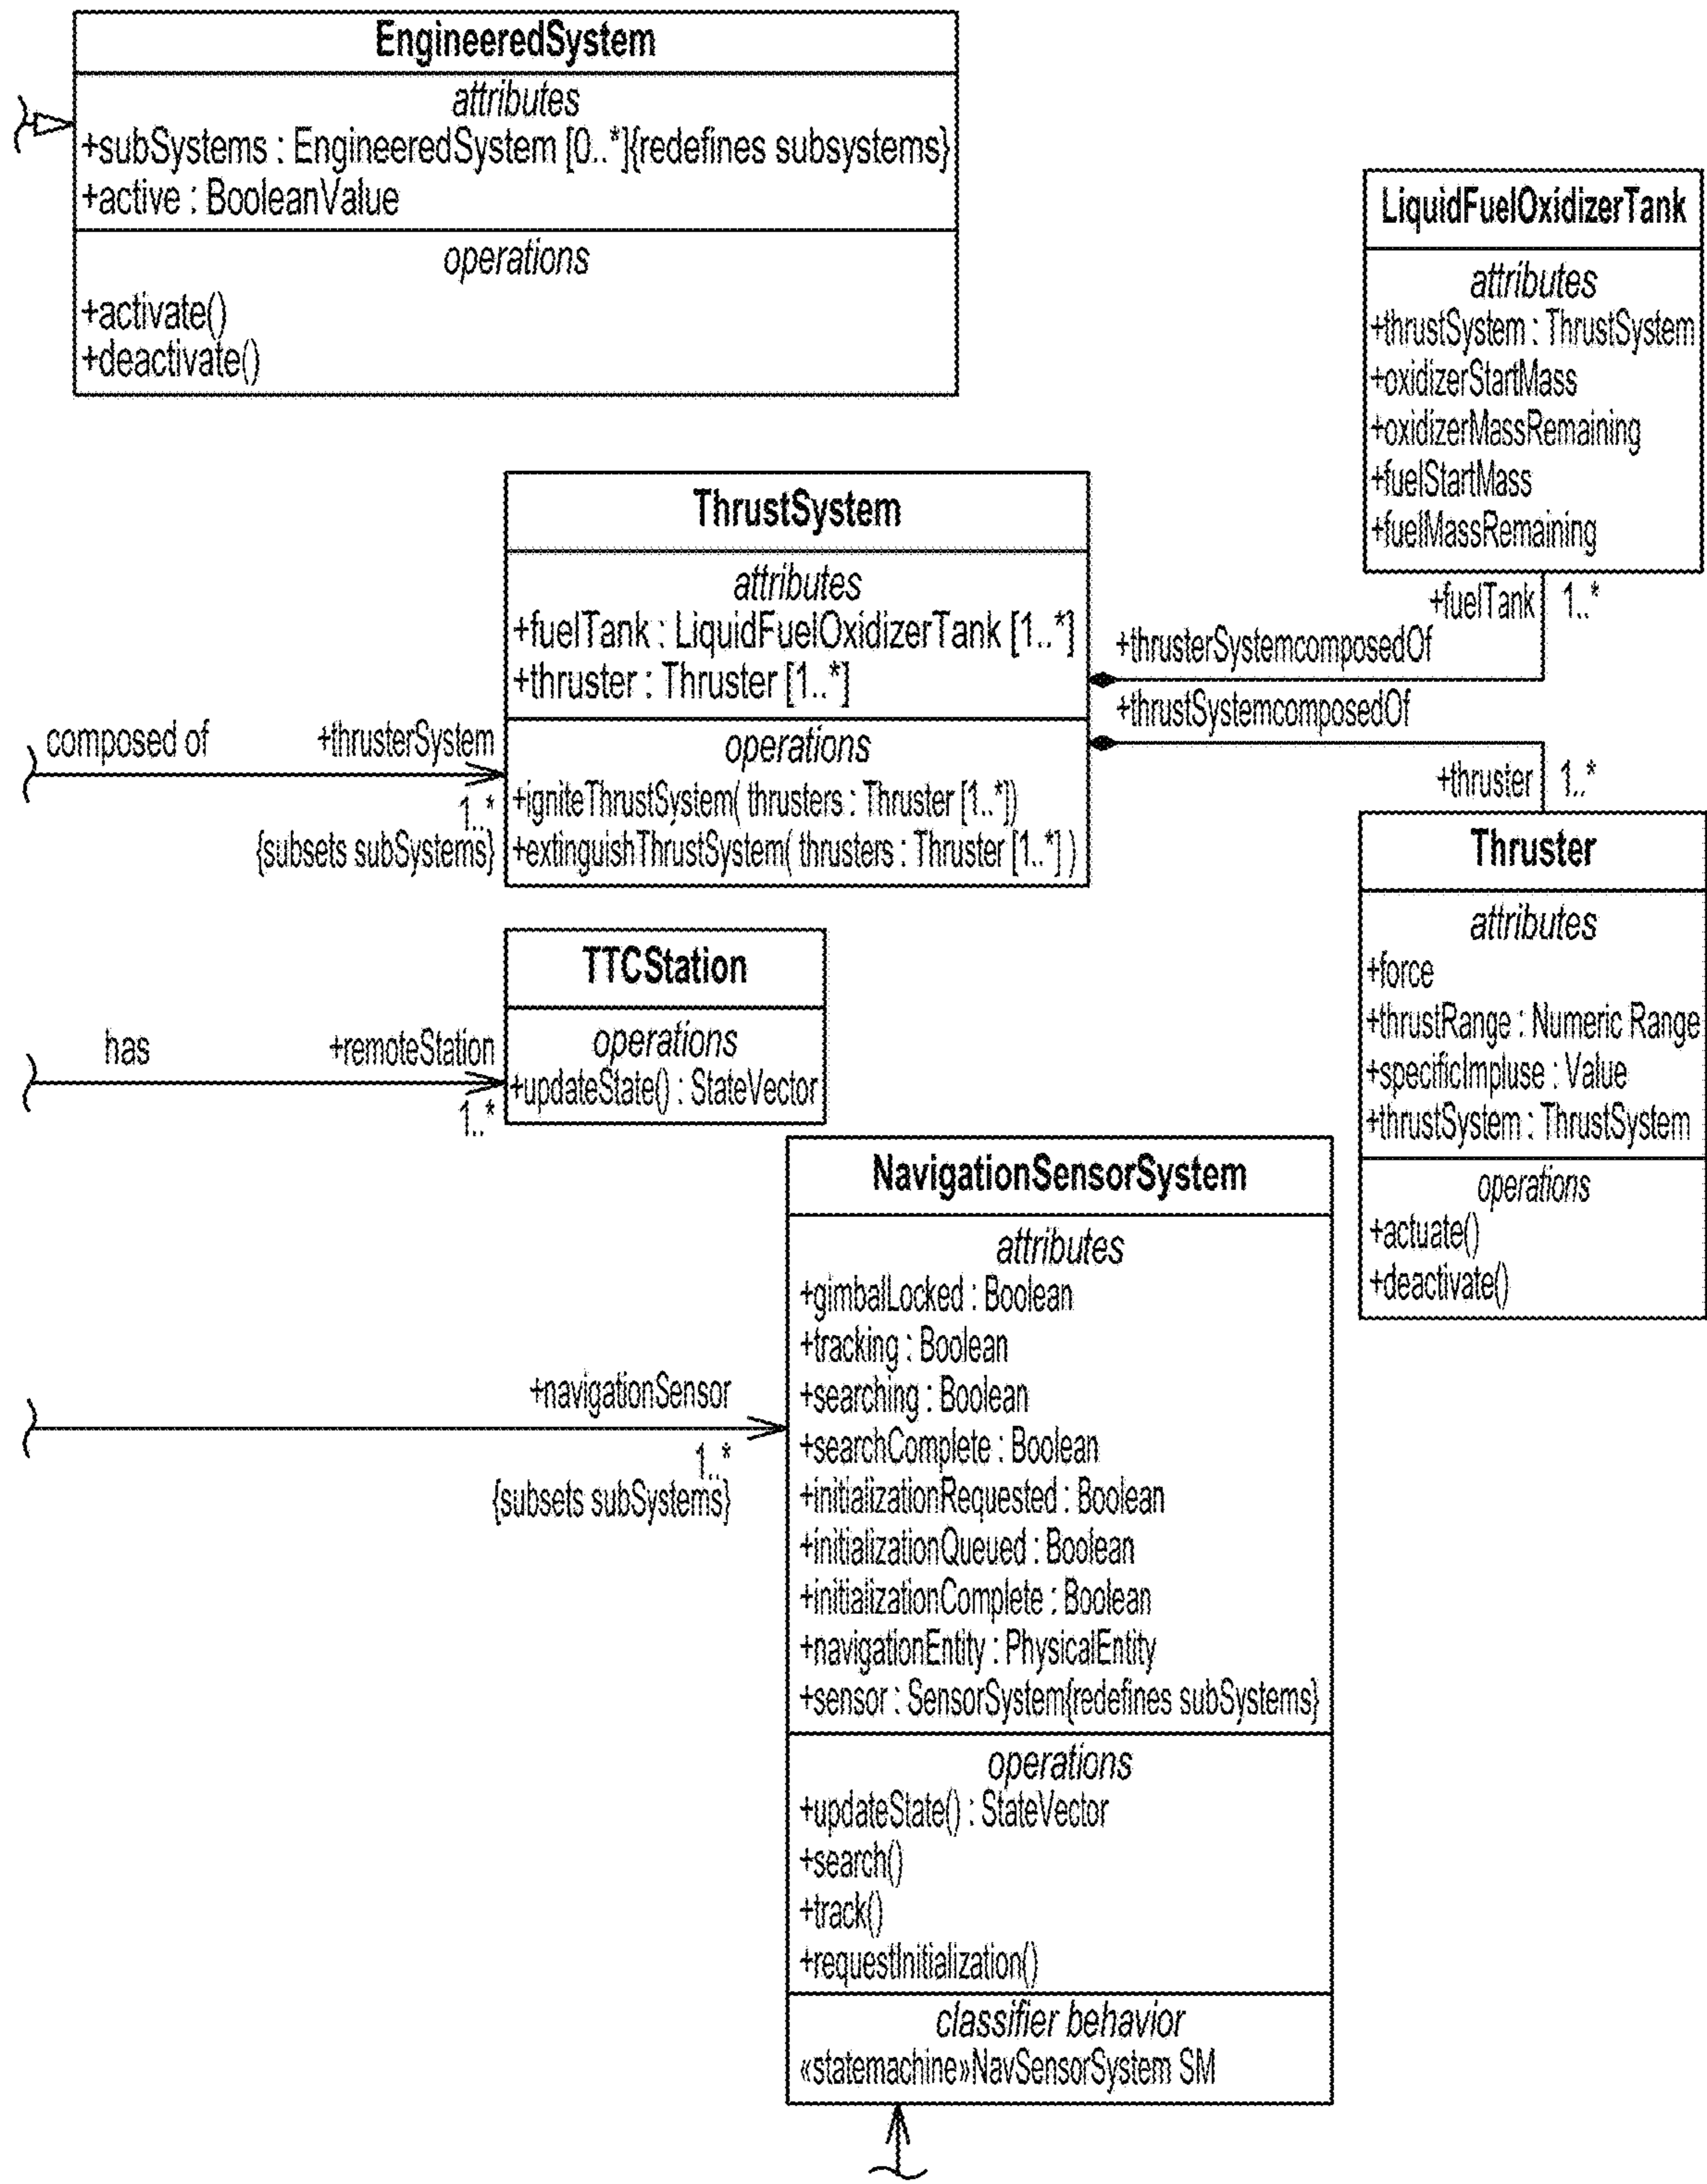 EngineeredSystem
attributes
+subSystems : EngineeredSystem [0..*]{redefines subsystems}
+active : BooleanValue
operations
+activate()
+deactivate()
LiquidFuelOxidizerTank
attributes
+thrustSystem : ThrustSystem
+oxidizerStartMass
+oxidizerMassRemaining
+fuelStartMass
+fuelMassRemaining
+fuelTank 1..*
ThrustSystem
attributes
+fuelTank : LiquidFuelOxidizerTank [1..*]
+thruster : Thruster [1..*]
operations
+igniteThrustSystem( thrusters : Thruster [1..*])
+extinguishThrustSystem( thrusters : Thruster [1..*] )
+thrusterSystemcomposedOf
+thrustSystemcomposedOf
composed of +thrusterSystem
1..*
{subsets subSystems}
+thruster 1..*
Thruster
attributes
+force
+thrustRange : Numeric Range
+specificImpluse : Value
+thrustSystem : ThrustSystem
operations
+actuate()
+deactivate()
TTCStation
operations
+updateState() : StateVector
has +remoteStation
1..*
NavigationSensorSystem
attributes
+gimbalLocked : Boolean
+tracking : Boolean
+searching : Boolean
+searchComplete : Boolean
+initializationRequested : Boolean
+initializationQueued : Boolean
+initializationComplete : Boolean
+navigationEntity : PhysicalEntity
+sensor : SensorSystem{redefines subSystems}
operations
+updateState() : StateVector
+search()
+track()
+requestInitialization()
classifier behavior
«statemachine»NavSensorSystem SM
+navigationSensor
1..*
{subsets subSystems}